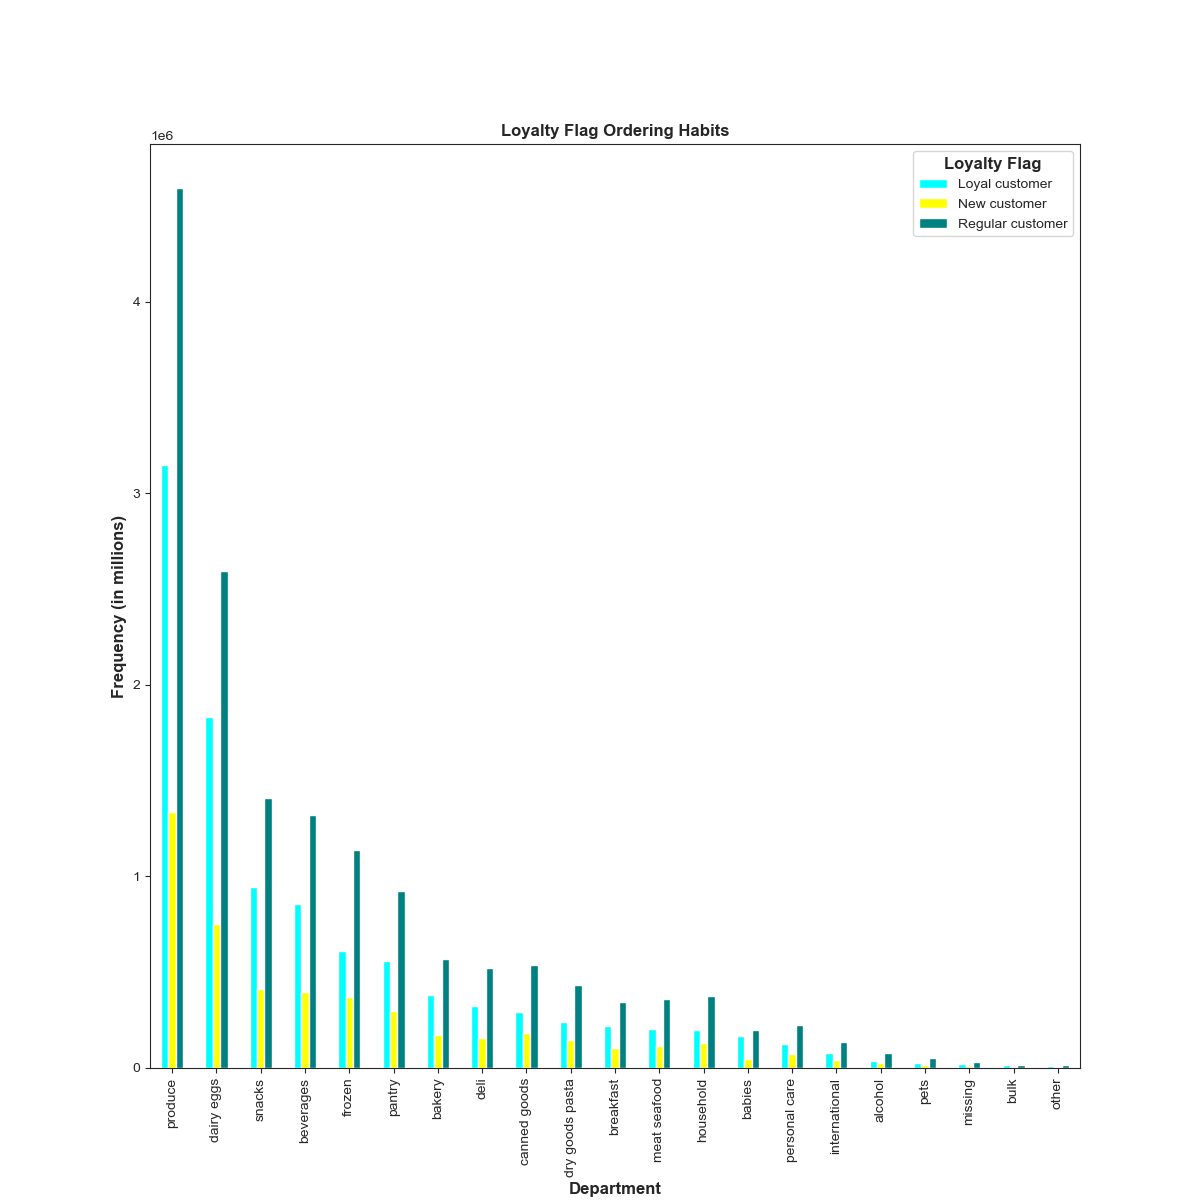 Loyalty Flag Ordering Habits
1e6
Loyalty Flag
Loyal customer
New customer
Regular customer
4
3
2
1
0
Frequency (in millions)
produce
dairy eggs
snacks
beverages
frozen
pantry
bakery
deli
canned goods
dry goods pasta
breakfast
meat seafood
household
babies
personal care
international
alcohol
pets
missing
bulk
other
Department